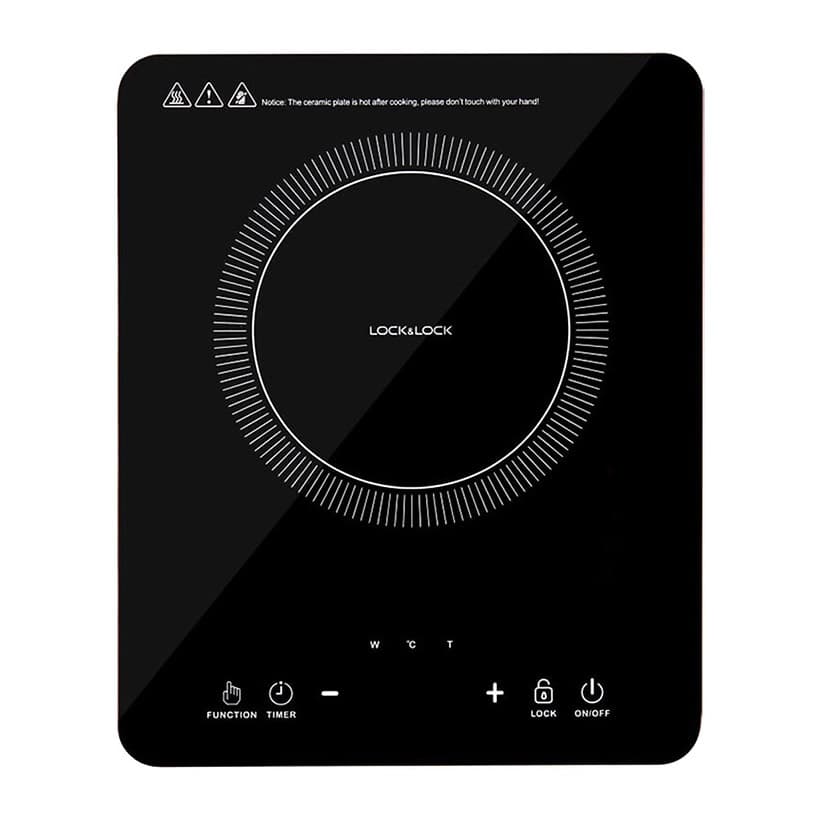 Notice: The ceramic plate is hot after cooking, please don't touch with your hand!
LOCK&LOCK
W °C T
− +
FUNCTION TIMER LOCK ON/OFF